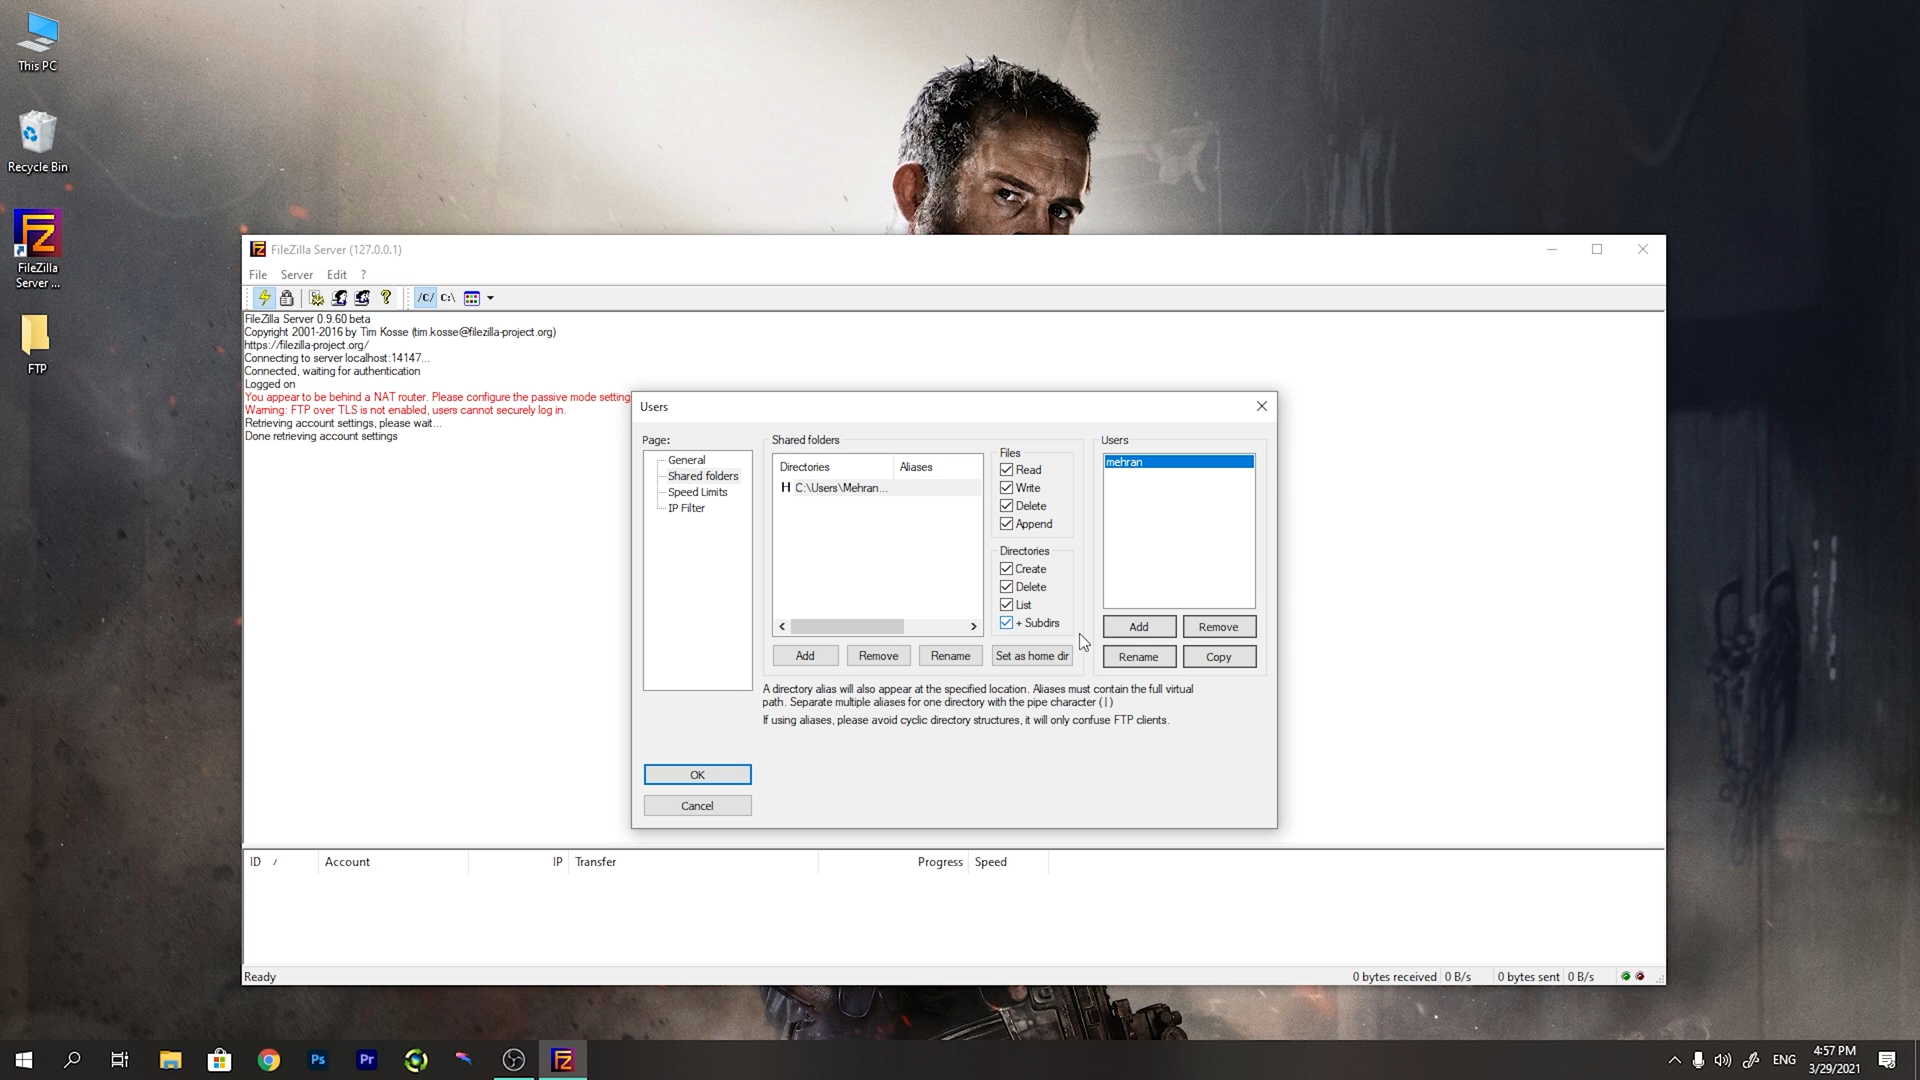 This PC
Recycle Bin
FileZilla
Server ...
FTP
FileZilla Server (127.0.0.1)
File Server Edit ?
/C/ C:\
FileZilla Server 0.9.60 beta
Copyright 2001-2016 by Tim Kosse (tim.kosse@filezilla-project.org)
https://filezilla-project.org/
Connecting to server localhost:14147...
Connected, waiting for authentication
Logged on
You appear to be behind a NAT router. Please configure the passive mode setting
Warning: FTP over TLS is not enabled, users cannot securely log in.
Retrieving account settings, please wait...
Done retrieving account settings
Users
Page:
General
Shared folders
Speed Limits
IP Filter
OK
Cancel
Shared folders
Directories Aliases
H C:\Users\Mehran...
Add Remove Rename Set as home dir
Files
Read
Write
Delete
Append
Directories
Create
Delete
List
+ Subdirs
Users
mehran
Add Remove
Rename Copy
A directory alias will also appear at the specified location. Aliases must contain the full virtual
path. Separate multiple aliases for one directory with the pipe character (|)
If using aliases, please avoid cyclic directory structures, it will only confuse FTP clients.
ID / Account IP Transfer Progress Speed
Ready 0 bytes received 0 B/s 0 bytes sent 0 B/s
Ps Pr
ENG
4:57 PM
3/29/2021